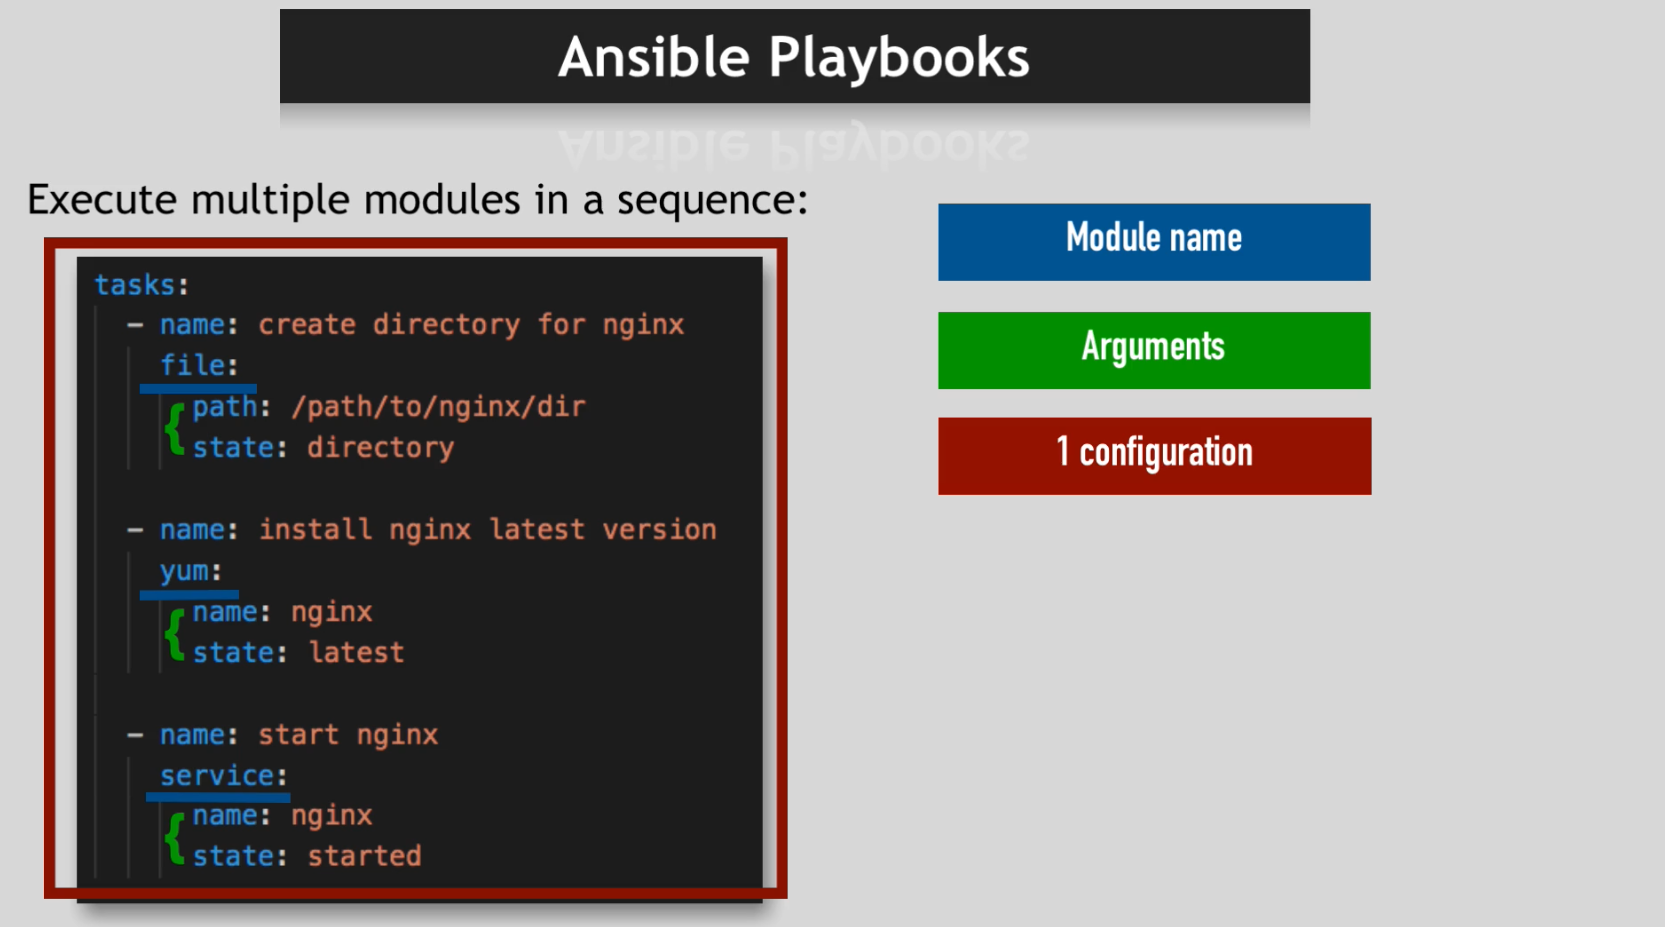 Ansible Playbooks
Execute multiple modules in a sequence:
tasks:
  - name: create directory for nginx
    file:
      path: /path/to/nginx/dir
      state: directory
  - name: install nginx latest version
    yum:
      name: nginx
      state: latest
  - name: start nginx
    service:
      name: nginx
      state: started
Module name
Arguments
1 configuration